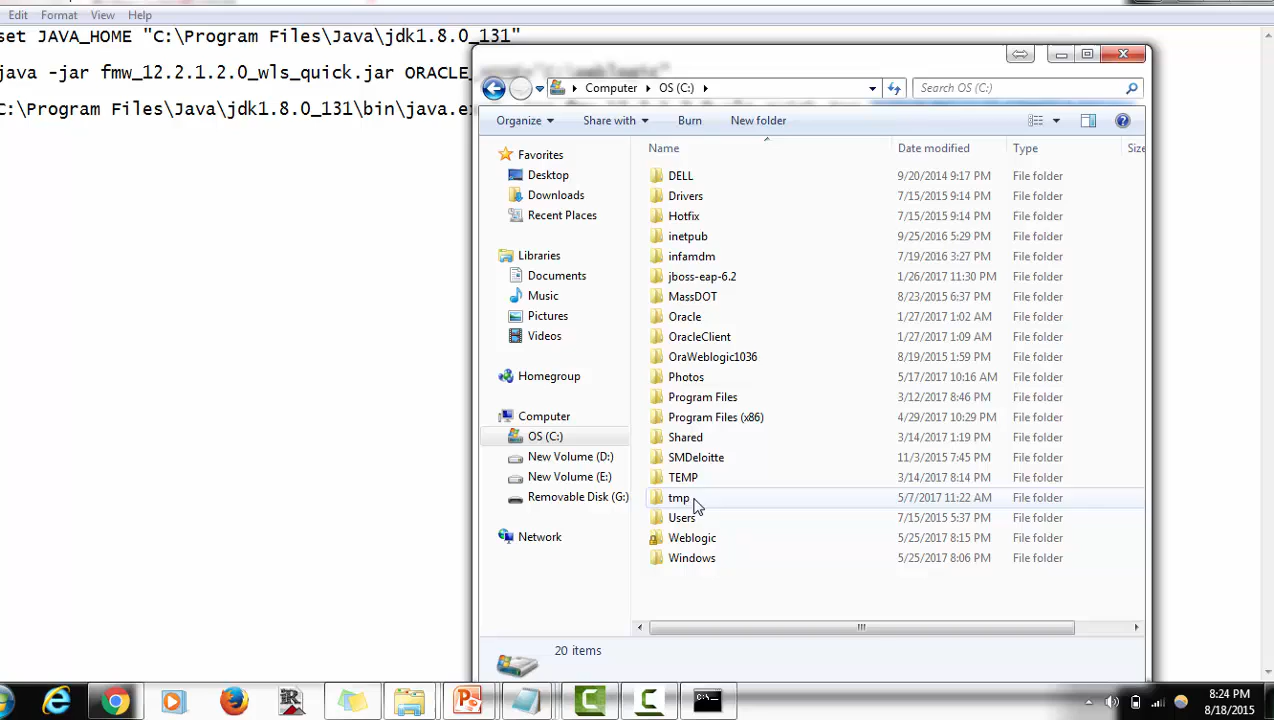 Edit Format View Help
set JAVA_HOME "C:\Program Files\Java\jdk1.8.0_131"
java -jar fmw_12.2.1.2.0_wls_quick.jar ORACLE_
C:\Program Files\Java\jdk1.8.0_131\bin\java.e
Computer OS (C:)
Search OS (C:)
Organize Share with Burn New folder
Name Date modified Type Size
Favorites
Desktop
Downloads
Recent Places
Libraries
Documents
Music
Pictures
Videos
Homegroup
Computer
OS (C:)
New Volume (D:)
New Volume (E:)
Removable Disk (G:)
Network
DELL 9/20/2014 9:17 PM File folder
Drivers 7/15/2015 9:14 PM File folder
Hotfix 7/15/2015 9:14 PM File folder
inetpub 9/25/2016 5:29 PM File folder
infamdm 7/19/2016 3:27 PM File folder
jboss-eap-6.2 1/26/2017 11:30 PM File folder
MassDOT 8/23/2015 6:37 PM File folder
Oracle 1/27/2017 1:02 AM File folder
OracleClient 1/27/2017 1:09 AM File folder
OraWeblogic1036 8/19/2015 1:59 PM File folder
Photos 5/17/2017 10:16 AM File folder
Program Files 3/12/2017 8:46 PM File folder
Program Files (x86) 4/29/2017 10:29 PM File folder
Shared 3/14/2017 1:19 PM File folder
SMDeloitte 11/3/2015 7:45 PM File folder
TEMP 3/14/2017 8:14 PM File folder
tmp 5/7/2017 11:22 AM File folder
Users 7/15/2015 5:37 PM File folder
Weblogic 5/25/2017 8:15 PM File folder
Windows 5/25/2017 8:06 PM File folder
20 items
8:24 PM
8/18/2015